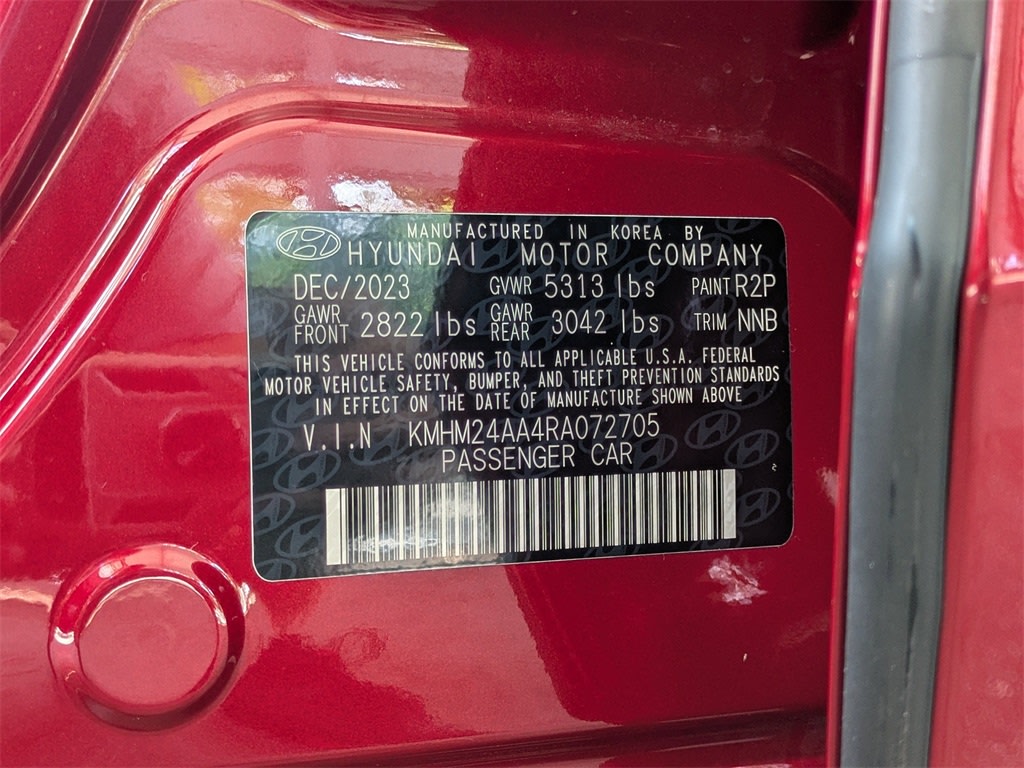 MANUFACTURED IN KOREA BY
HYUNDAI MOTOR COMPANY
DEC/2023 GVWR 5313 lbs PAINT R2P
GAWR FRONT 2822 lbs GAWR REAR 3042 lbs TRIM NNB
THIS VEHICLE CONFORMS TO ALL APPLICABLE U.S.A. FEDERAL
MOTOR VEHICLE SAFETY, BUMPER, AND THEFT PREVENTION STANDARDS
IN EFFECT ON THE DATE OF MANUFACTURE SHOWN ABOVE
V.I.N KMHM24AA4RA072705
PASSENGER CAR